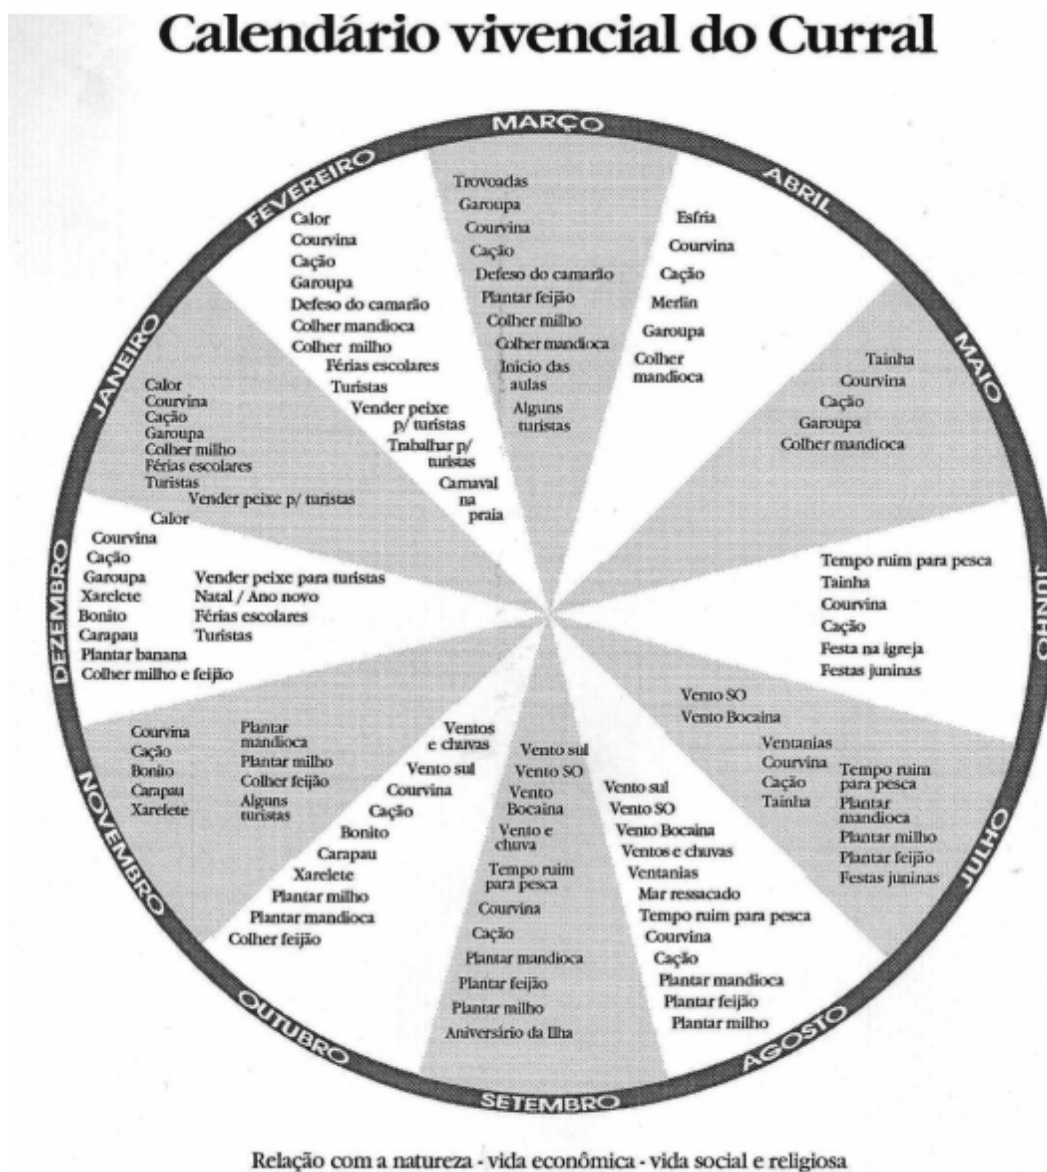 Calendário vivencial do Curral
JANEIRO
Calor
Courvina
Cação
Garoupa
Colher milho
Férias escolares
Turistas
Vender peixe p/ turistas
FEVEREIRO
Calor
Courvina
Cação
Garoupa
Defeso do camarão
Colher mandioca
Colher milho
Férias escolares
Turistas
Vender peixe
p/ turistas
Trabalhar p/
turistas
Carnaval
na
praia
MARÇO
Trovoadas
Garoupa
Courvina
Cação
Defeso do camarão
Plantar feijão
Colher milho
Colher mandioca
Inicio das
aulas
Alguns
turistas
ABRIL
Esfria
Courvina
Cação
Merlin
Garoupa
Colher
mandioca
MAIO
Tainha
Courvina
Cação
Garoupa
Colher mandioca
JUNHO
Tempo ruim para pesca
Tainha
Courvina
Cação
Festa na igreja
Festas juninas
JULHO
Vento SO
Vento Bocaina
Ventanias
Courvina
Cação
Tainha
Tempo ruim
para pesca
Plantar
mandioca
Plantar milho
Plantar feijão
Festas juninas
AGOSTO
Vento sul
Vento SO
Vento Bocaina
Ventos e chuvas
Ventanias
Mar ressacado
Tempo ruim para pesca
Courvina
Cação
Plantar mandioca
Plantar feijão
Plantar milho
SETEMBRO
Vento sul
Vento SO
Vento
Bocaina
Vento e
chuva
Tempo ruim
para pesca
Courvina
Cação
Plantar mandioca
Plantar feijão
Plantar milho
Aniversário da Ilha
OUTUBRO
Ventos
e chuvas
Vento sul
Courvina
Cação
Bonito
Carapau
Xarelete
Plantar milho
Plantar mandioca
Colher feijão
NOVEMBRO
Courvina
Cação
Bonito
Carapau
Xarelete
Plantar
mandioca
Plantar milho
Colher feijão
Alguns
turistas
DEZEMBRO
Calor
Courvina
Cação
Garoupa
Xarelete
Bonito
Carapau
Plantar banana
Colher milho e feijão
Vender peixe para turistas
Natal / Ano novo
Férias escolares
Turistas
Relação com a natureza - vida econômica - vida social e religiosa